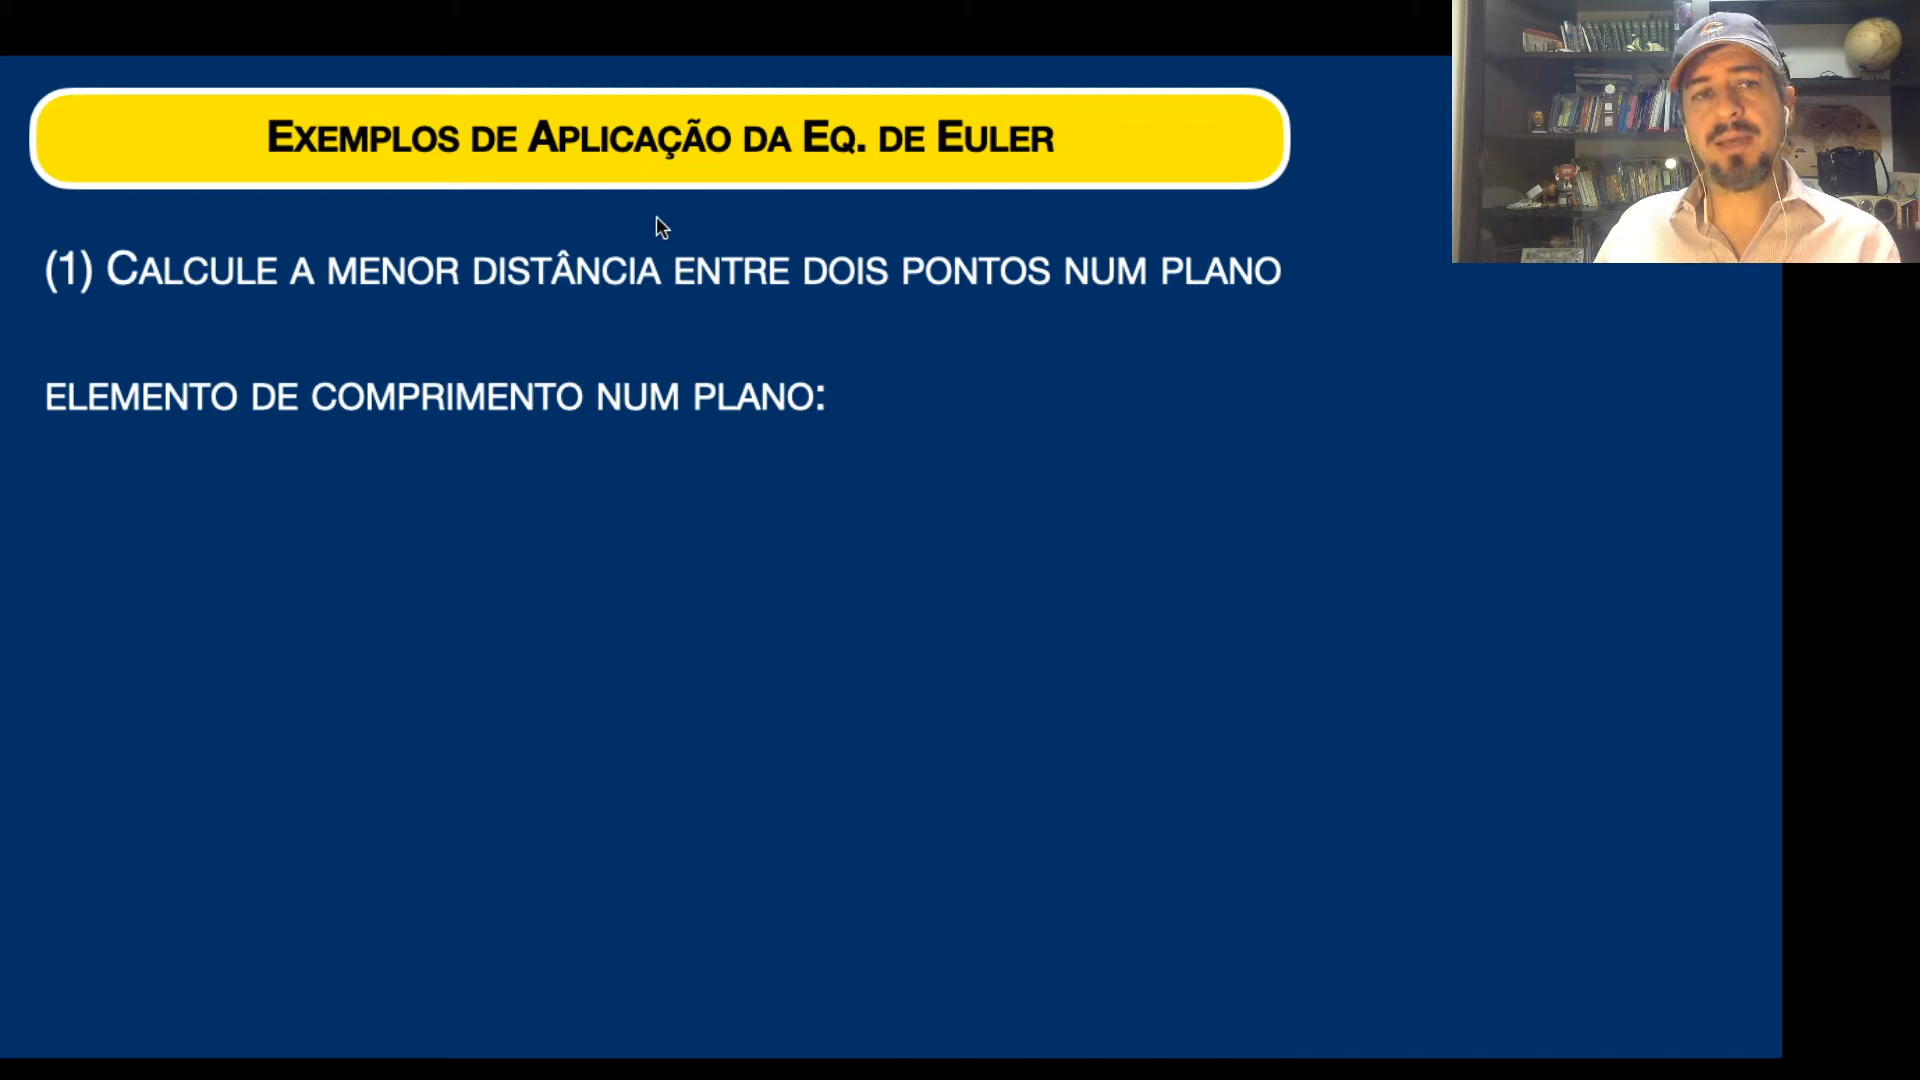 Exemplos de Aplicação da Eq. de Euler
(1) Calcule a menor distância entre dois pontos num plano
elemento de comprimento num plano: